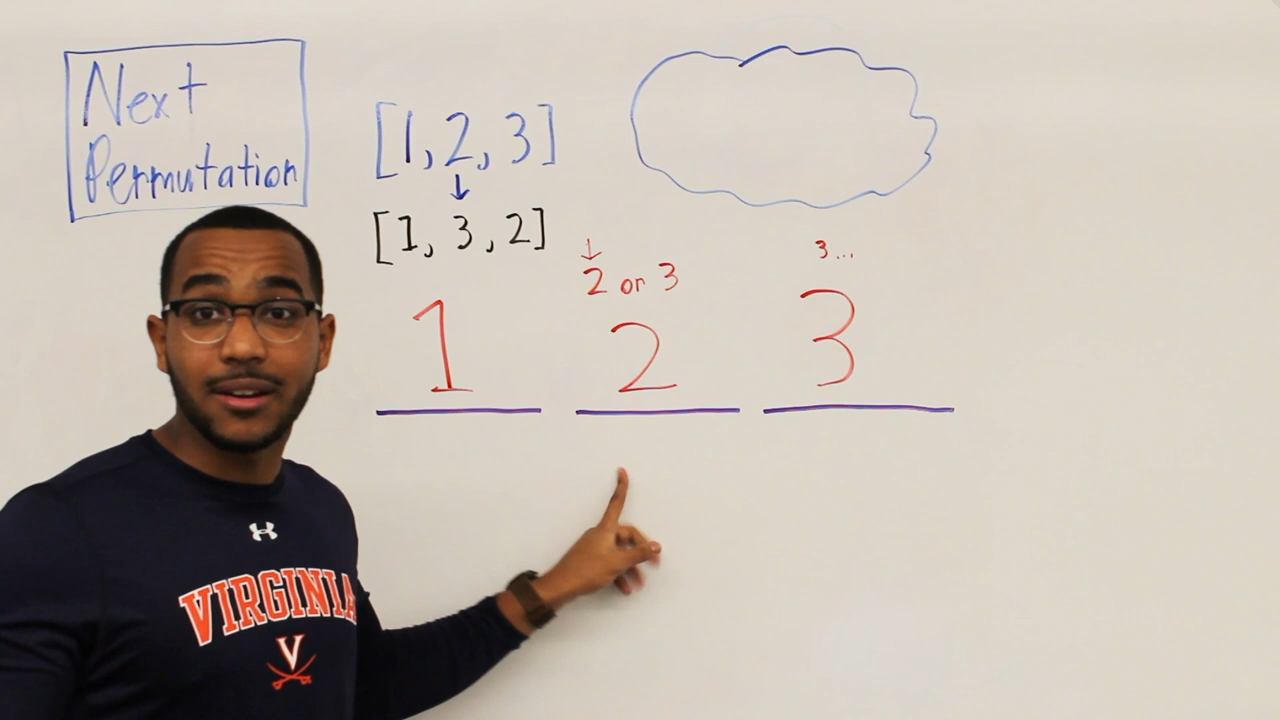 Next
Permutation
[1, 2, 3]
↓
[1, 3, 2]
↓
2 or 3
3...
1 2 3
VIRGINIA
V